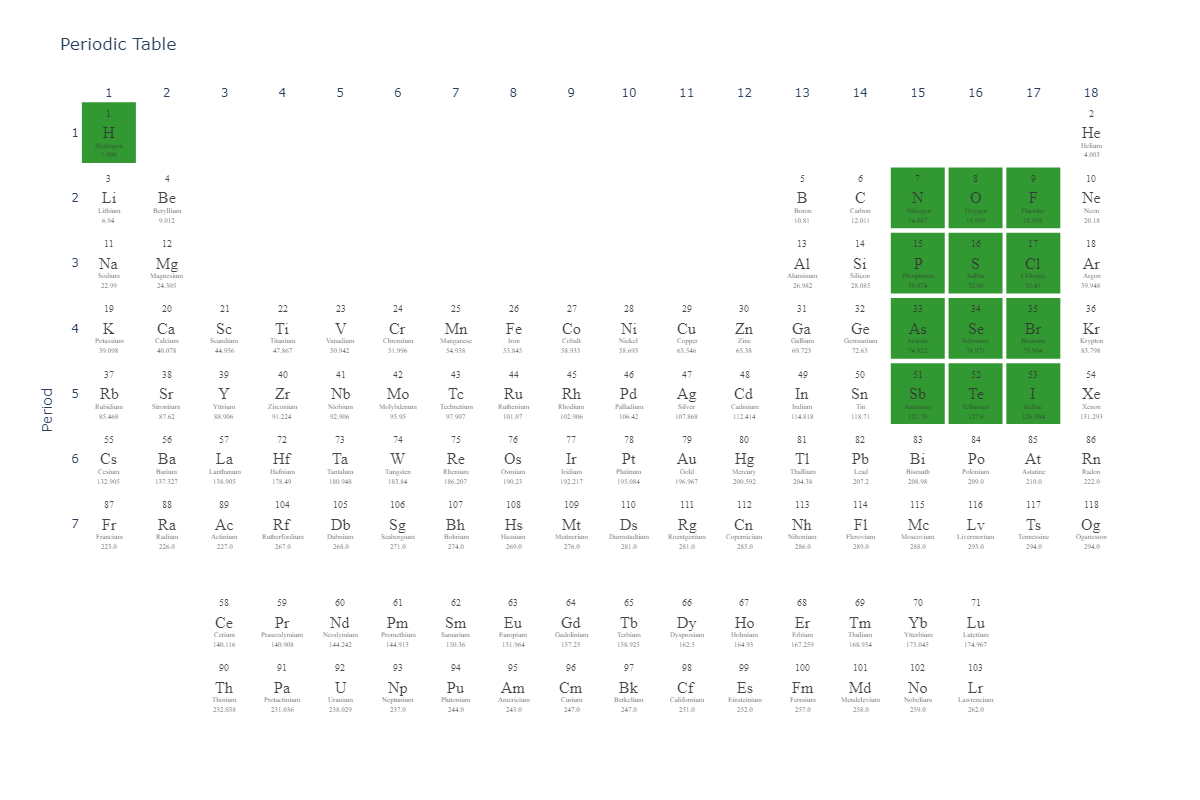 Periodic Table
1 2 3 4 5 6 7 8 9 10 11 12 13 14 15 16 17 18
1 2
1 H He
Hydrogen Helium
1.008 4.003
3 4 5 6 7 8 9 10
2 Li Be B C N O F Ne
Lithium Beryllium Boron Carbon Nitrogen Oxygen Fluorine Neon
6.94 9.012 10.81 12.011 14.007 15.999 18.998 20.18
11 12 13 14 15 16 17 18
3 Na Mg Al Si P S Cl Ar
Sodium Magnesium Aluminum Silicon Phosphorus Sulfur Chlorine Argon
22.99 24.305 26.982 28.085 30.974 32.06 35.45 39.948
19 20 21 22 23 24 25 26 27 28 29 30 31 32 33 34 35 36
4 K Ca Sc Ti V Cr Mn Fe Co Ni Cu Zn Ga Ge As Se Br Kr
Potassium Calcium Scandium Titanium Vanadium Chromium Manganese Iron Cobalt Nickel Copper Zinc Gallium Germanium Arsenic Selenium Bromine Krypton
39.098 40.078 44.956 47.867 50.942 51.996 54.938 55.845 58.933 58.693 63.546 65.38 69.723 72.63 74.922 78.971 79.904 83.798
37 38 39 40 41 42 43 44 45 46 47 48 49 50 51 52 53 54
Period
5 Rb Sr Y Zr Nb Mo Tc Ru Rh Pd Ag Cd In Sn Sb Te I Xe
Rubidium Strontium Yttrium Zirconium Niobium Molybdenum Technetium Ruthenium Rhodium Palladium Silver Cadmium Indium Tin Antimony Tellurium Iodine Xenon
85.468 87.62 88.906 91.224 92.906 95.95 97.907 101.07 102.906 106.42 107.868 112.414 114.818 118.71 121.76 127.6 126.904 131.293
55 56 57 72 73 74 75 76 77 78 79 80 81 82 83 84 85 86
6 Cs Ba La Hf Ta W Re Os Ir Pt Au Hg Tl Pb Bi Po At Rn
Cesium Barium Lanthanum Hafnium Tantalum Tungsten Rhenium Osmium Iridium Platinum Gold Mercury Thallium Lead Bismuth Polonium Astatine Radon
132.905 137.327 138.905 178.49 180.948 183.84 186.207 190.23 192.217 195.084 196.967 200.592 204.38 207.2 208.98 209.0 210.0 222.0
87 88 89 104 105 106 107 108 109 110 111 112 113 114 115 116 117 118
7 Fr Ra Ac Rf Db Sg Bh Hs Mt Ds Rg Cn Nh Fl Mc Lv Ts Og
Francium Radium Actinium Rutherfordium Dubnium Seaborgium Bohrium Hassium Meitnerium Darmstadtium Roentgenium Copernicium Nihonium Flerovium Moscovium Livermorium Tennessine Oganesson
223.0 226.0 227.0 267.0 268.0 271.0 274.0 269.0 276.0 281.0 281.0 285.0 286.0 289.0 288.0 293.0 294.0 294.0
58 59 60 61 62 63 64 65 66 67 68 69 70 71
Ce Pr Nd Pm Sm Eu Gd Tb Dy Ho Er Tm Yb Lu
Cerium Praseodymium Neodymium Promethium Samarium Europium Gadolinium Terbium Dysprosium Holmium Erbium Thulium Ytterbium Lutetium
140.116 140.908 144.242 144.913 150.36 151.964 157.25 158.925 162.5 164.93 167.259 168.934 173.045 174.967
90 91 92 93 94 95 96 97 98 99 100 101 102 103
Th Pa U Np Pu Am Cm Bk Cf Es Fm Md No Lr
Thorium Protactinium Uranium Neptunium Plutonium Americium Curium Berkelium Californium Einsteinium Fermium Mendelevium Nobelium Lawrencium
232.038 231.036 238.029 237.0 244.0 243.0 247.0 247.0 251.0 252.0 257.0 258.0 259.0 262.0